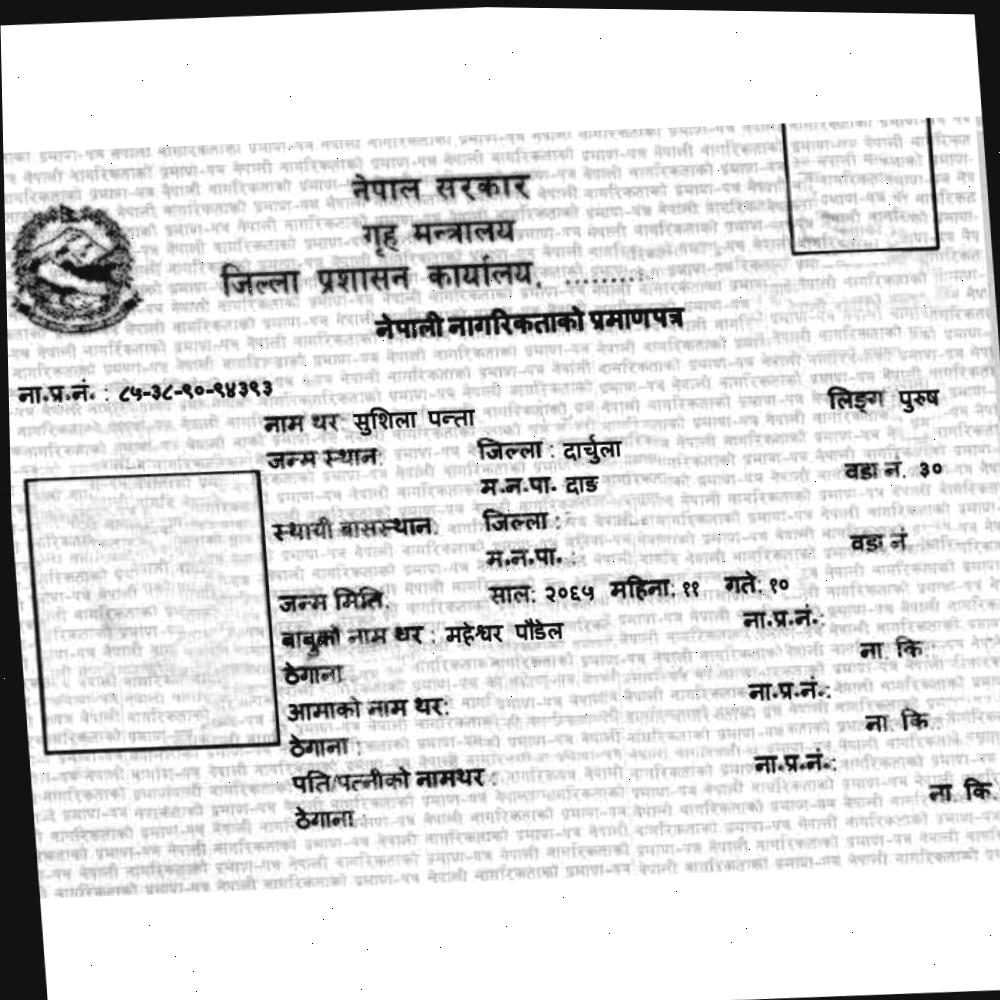 नेपाल सरकार
गृह मन्त्रालय
जिल्ला प्रशासन कार्यालय, .........
नेपाली नागरिकताको प्रमाणपत्र
ना.प्र.नं. : ८५-३८-९०-९४३९३
नाम थर: सुशिला पन्ता लिङ्ग पुरुष
जन्म स्थान: जिल्ला : दार्चुला
म.न.पा. दाङ वडा नं. ३०
स्थायी बासस्थान: जिल्ला :
म.न.पा. : वडा नं
जन्म मिति: साल: २०६५ महिना: ११ गते: १०
बाबुको नाम थर : महेश्वर पौडेल ना.प्र.नं.:
ठेगाना ना. कि.:
आमाको नाम थर: ना.प्र.नं.:
ठेगाना : ना. कि.:
पति/पत्नीको नामथर : ना.प्र.नं.:
ठेगाना : ना. कि.